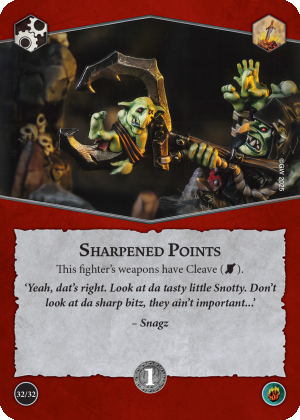 ©GW 2025
SHARPENED POINTS
This fighter's weapons have Cleave ( ).
'Yeah, dat's right. Look at da tasty little Snotty. Don't
look at da sharp bitz, they ain't important...'
– Snagz
32/32
1